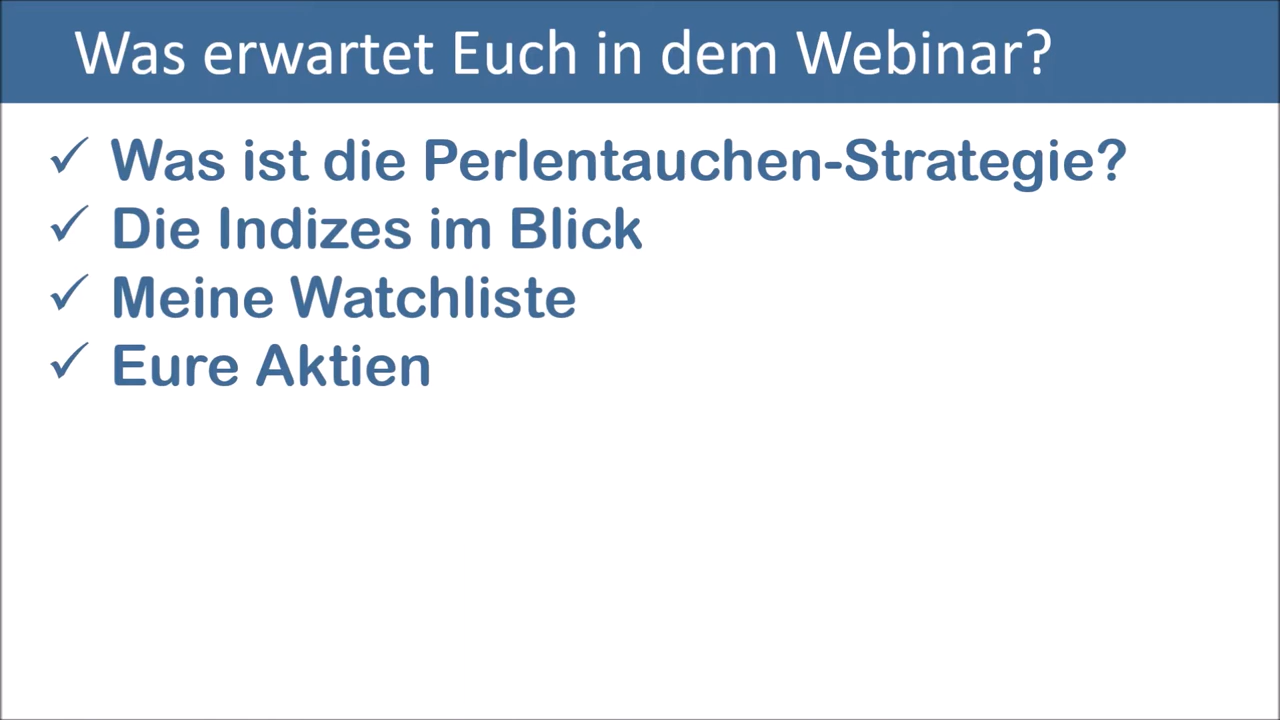 Was erwartet Euch in dem Webinar?
✓ Was ist die Perlentauchen-Strategie?
✓ Die Indizes im Blick
✓ Meine Watchliste
✓ Eure Aktien